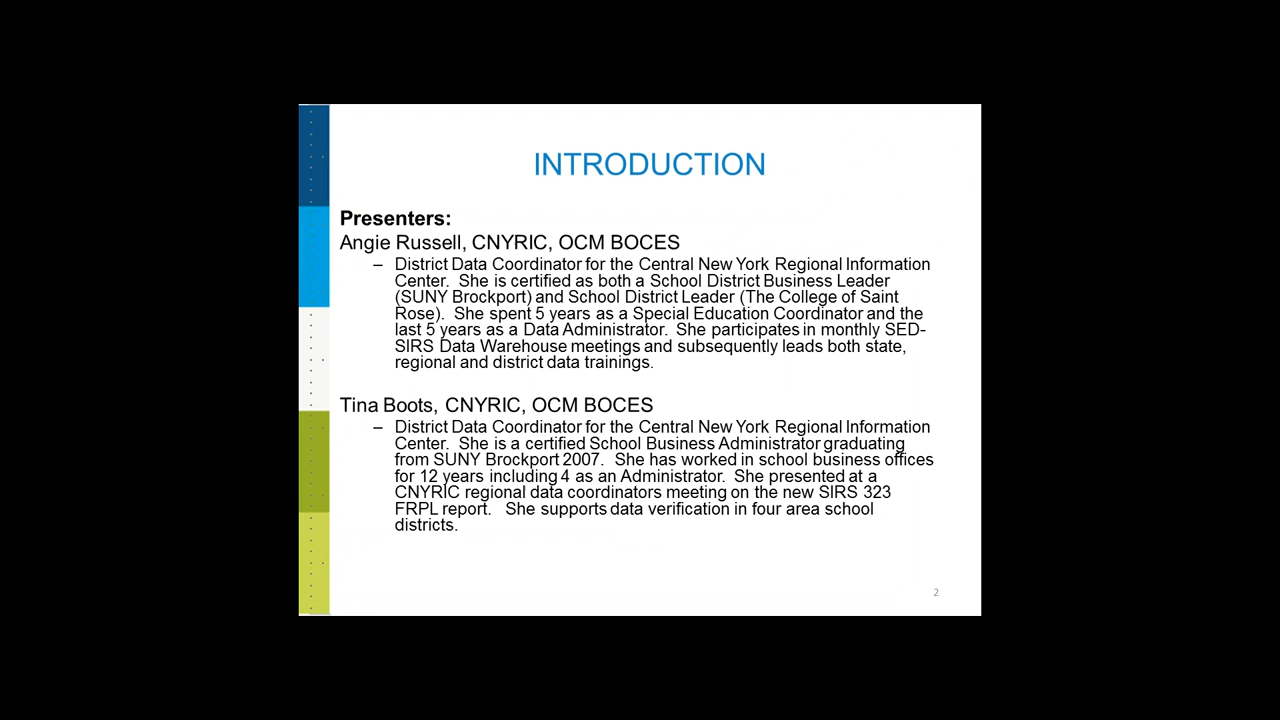 INTRODUCTION
Presenters:
Angie Russell, CNYRIC, OCM BOCES
– District Data Coordinator for the Central New York Regional Information
Center.  She is certified as both a School District Business Leader
(SUNY Brockport) and School District Leader (The College of Saint
Rose).  She spent 5 years as a Special Education Coordinator and the
last 5 years as a Data Administrator.  She participates in monthly SED-
SIRS Data Warehouse meetings and subsequently leads both state,
regional and district data trainings.
Tina Boots, CNYRIC, OCM BOCES
– District Data Coordinator for the Central New York Regional Information
Center.  She is a certified School Business Administrator graduating
from SUNY Brockport 2007.  She has worked in school business offices
for 12 years including 4 as an Administrator.  She presented at a
CNYRIC regional data coordinators meeting on the new SIRS 323
FRPL report.  She supports data verification in four area school
districts.
2